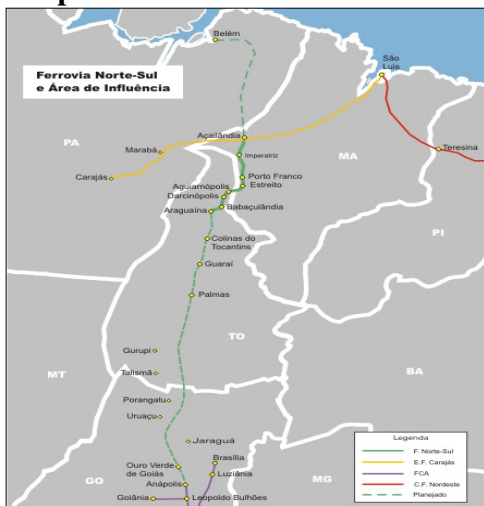 Belém
São
Luis
Ferrovia Norte-Sul
e Área de Influência
PA
Açailândia
Marabá
Imperatriz
MA
Teresina
Carajás
Porto Franco
Aguiarnópolis
Estreito
Darcinópolis
Babaçulândia
Araguaína
PI
Colinas do
Tocantins
Guaraí
Palmas
TO
Gurupi
MT
Talismã
BA
Porangatu
Uruaçu
Jaraguá
Legenda
F. Norte-Sul
E.F. Carajás
FCA
C.F. Nordeste
Planejado
Ouro Verde
de Goiás
Brasília
Luziânia
GO
Anápolis
MG
Goiânia
Leopoldo Bulhões